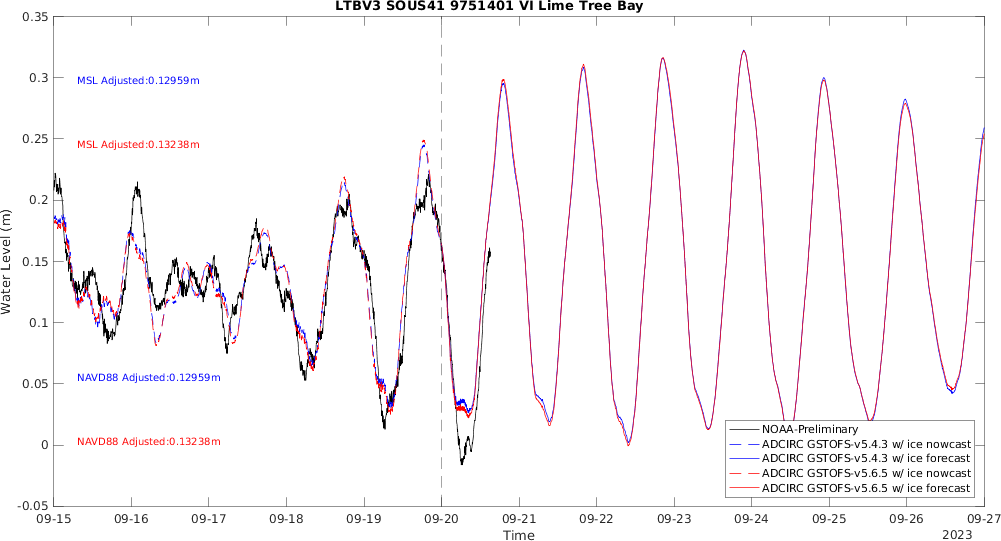 LTBV3 SOUS41 9751401 VI Lime Tree Bay
0.35
0.3
0.25
0.2
0.15
0.1
0.05
0
-0.05
Water Level (m)
MSL Adjusted:0.12959m
MSL Adjusted:0.13238m
NAVD88 Adjusted:0.12959m
NAVD88 Adjusted:0.13238m
NOAA-Preliminary
ADCIRC GSTOFS-v5.4.3 w/ ice nowcast
ADCIRC GSTOFS-v5.4.3 w/ ice forecast
ADCIRC GSTOFS-v5.6.5 w/ ice nowcast
ADCIRC GSTOFS-v5.6.5 w/ ice forecast
09-15 09-16 09-17 09-18 09-19 09-20 09-21 09-22 09-23 09-24 09-25 09-26 09-27
Time
2023